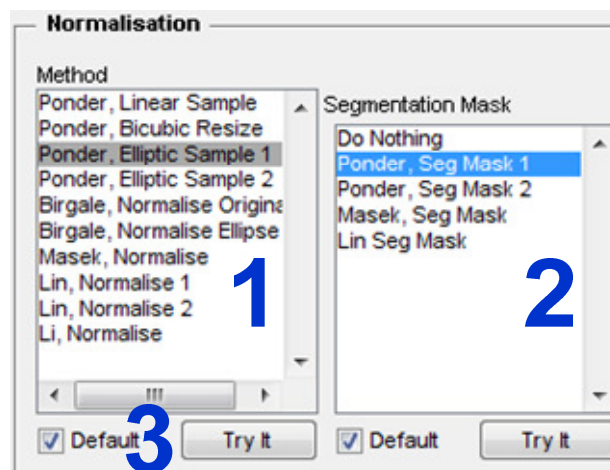 Normalisation
Method
Ponder, Linear Sample
Ponder, Bicubic Resize
Ponder, Elliptic Sample 1
Ponder, Elliptic Sample 2
Birgale, Normalise Origina
Birgale, Normalise Ellipse
Masek, Normalise
Lin, Normalise 1
Lin, Normalise 2
Li, Normalise
1
Segmentation Mask
Do Nothing
Ponder, Seg Mask 1
Ponder, Seg Mask 2
Masek, Seg Mask
Lin Seg Mask
2
Default
3
Try It
Default
Try It